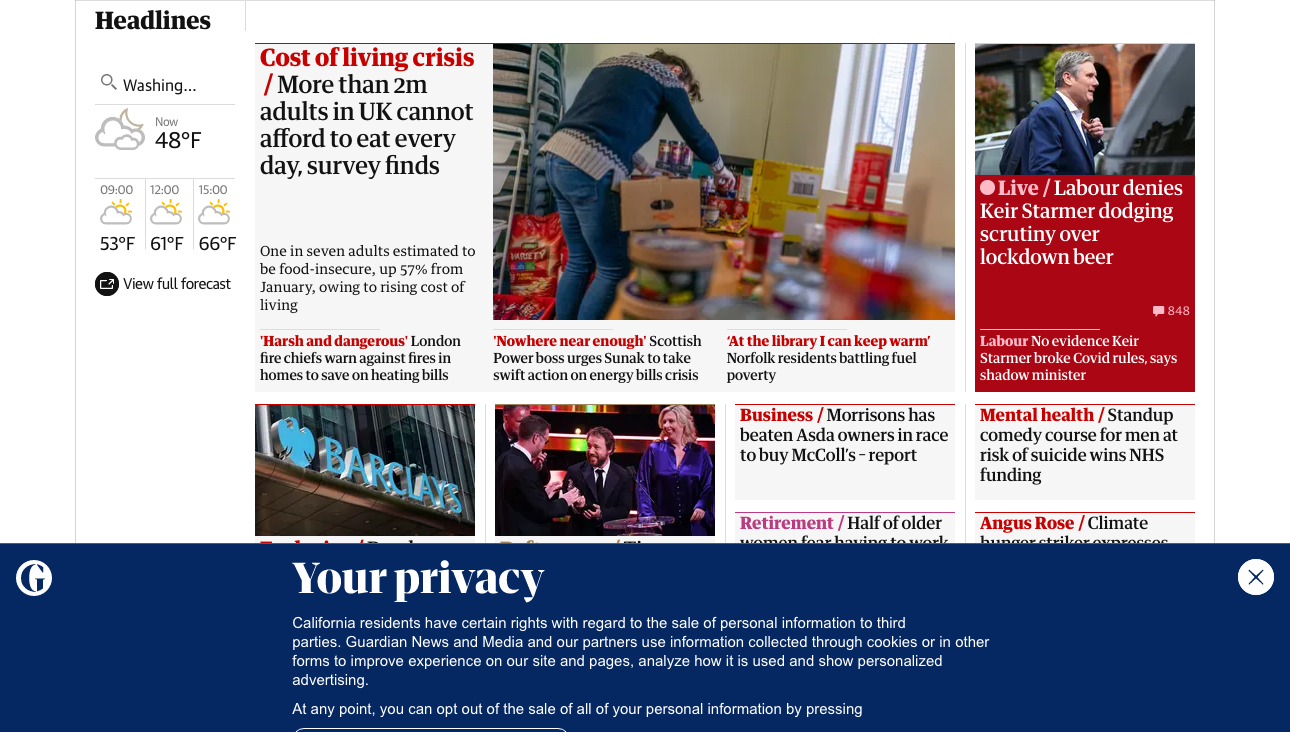 Headlines
Washing...
Now
48°F
09:00
12:00
15:00
53°F
61°F
66°F
View full forecast
Cost of living crisis
/ More than 2m
adults in UK cannot
afford to eat every
day, survey finds
One in seven adults estimated to
be food-insecure, up 57% from
January, owing to rising cost of
living
VARIETY
'Harsh and dangerous' London
fire chiefs warn against fires in
homes to save on heating bills
'Nowhere near enough' Scottish
Power boss urges Sunak to take
swift action on energy bills crisis
‘At the library I can keep warm’
Norfolk residents battling fuel
poverty
Live / Labour denies
Keir Starmer dodging
scrutiny over
lockdown beer
848
Labour No evidence Keir
Starmer broke Covid rules, says
shadow minister
BARCLAYS
Business / Morrisons has
beaten Asda owners in race
to buy McColl’s – report
Mental health / Standup
comedy course for men at
risk of suicide wins NHS
funding
Retirement / Half of older
women fear having to work
Angus Rose / Climate
hunger striker expresses
Your privacy
California residents have certain rights with regard to the sale of personal information to third
parties. Guardian News and Media and our partners use information collected through cookies or in other
forms to improve experience on our site and pages, analyze how it is used and show personalized
advertising.
At any point, you can opt out of the sale of all of your personal information by pressing